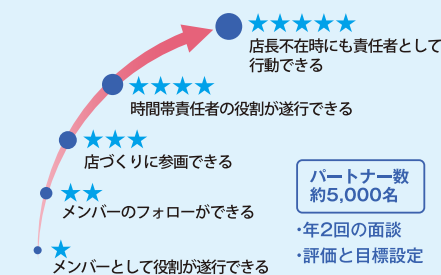 ★★★★★
店長不在時にも責任者として
行動できる
★★★★
時間帯責任者の役割が遂行できる
★★★
店づくりに参画できる
★★
メンバーのフォローができる
★
メンバーとして役割が遂行できる
パートナー数
約5,000名
・年2回の面談
・評価と目標設定